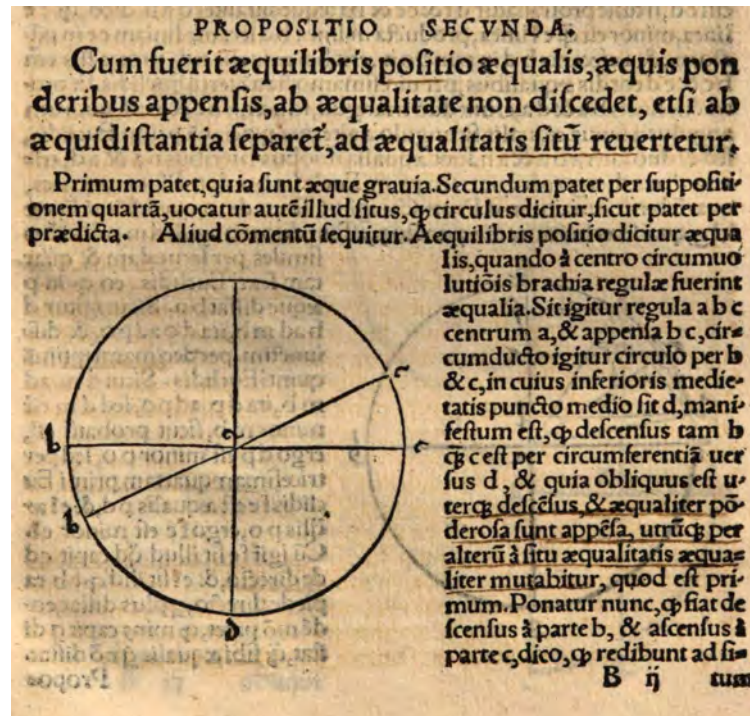 PROPOSITIO SECVNDA.
Cum fuerit æquilibris poſitio æqualis, æquis pon
deribus appenſis, ab æqualitate non diſcedet, etſi ab
æquidiſtantia ſeparet᷑, ad æqualitatis ſitũ reuertetur.
Primum patet, quia ſunt æque grauia. Secundum patet per ſuppoſiti-
onem quartã, uocatur autẽ illud ſitus, ꝙ circulus dicitur, ſicut patet per
prædicta. Aliud cõmentũ ſequitur. Aequilibris poſitio dicitur æqua
lis, quando à centro circumuo
lutiõis brachia regulæ fuerint
æqualia. Sit igitur regula a b c
centrum a, & appenſa b c, cir-
cumducto igitur circulo per b
& c, in cuius inferioris medie-
tatis puncto medio ſit d, mani-
feſtum eſt, ꝙ deſcenſus tam b
ꝗ̃ c eſt per circumferentiã uer
ſus d, & quia obliquus eſt u-
terqꝫ deſcẽſus, & æqualiter põ-
deroſa ſunt appẽſa, utrũqꝫ per
alterũ à ſitu æqualitatis æqua-
liter mutabitur, quod eſt pri-
mum. Ponatur nunc, ꝙ fiat de
ſcenſus à parte b, & aſcenſus à
parte c, dico, ꝙ redibunt ad ſi-
B ij tum
c
a
b
c
b
d